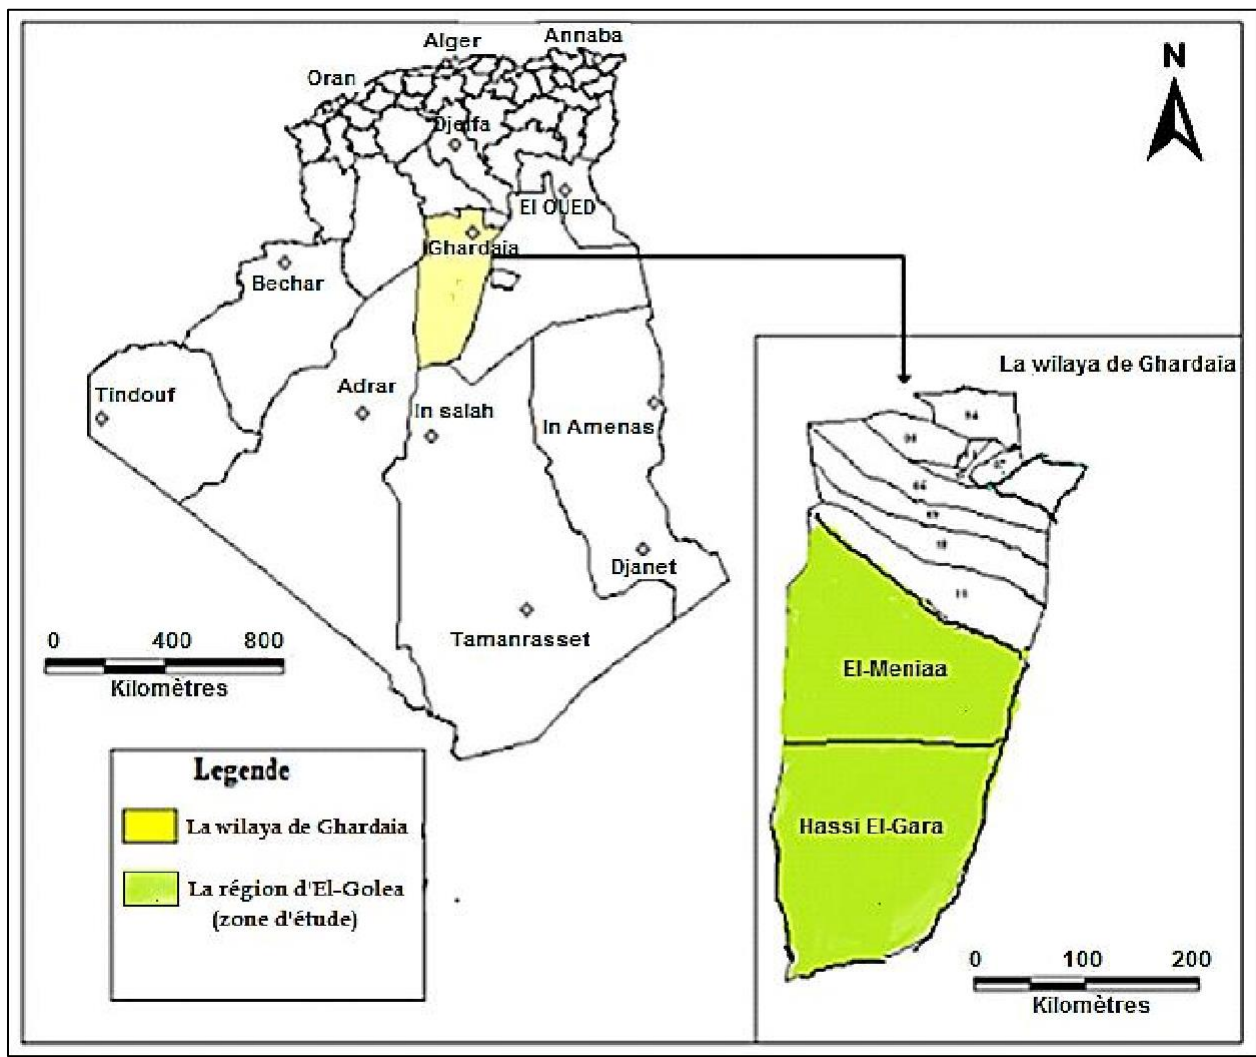 Annaba
Alger
N
Oran
Djelfa
El OUED
Ghardaia
Bechar
La wilaya de Ghardaia
Adrar
Tindouf
In salah
In Amenas
Djanet
Tamanrasset
0 400 800
Kilomètres
El-Meniaa
Hassi El-Gara
Legende
La wilaya de Ghardaia
La région d'El-Golea
(zone d'étude)
0 100 200
Kilomètres